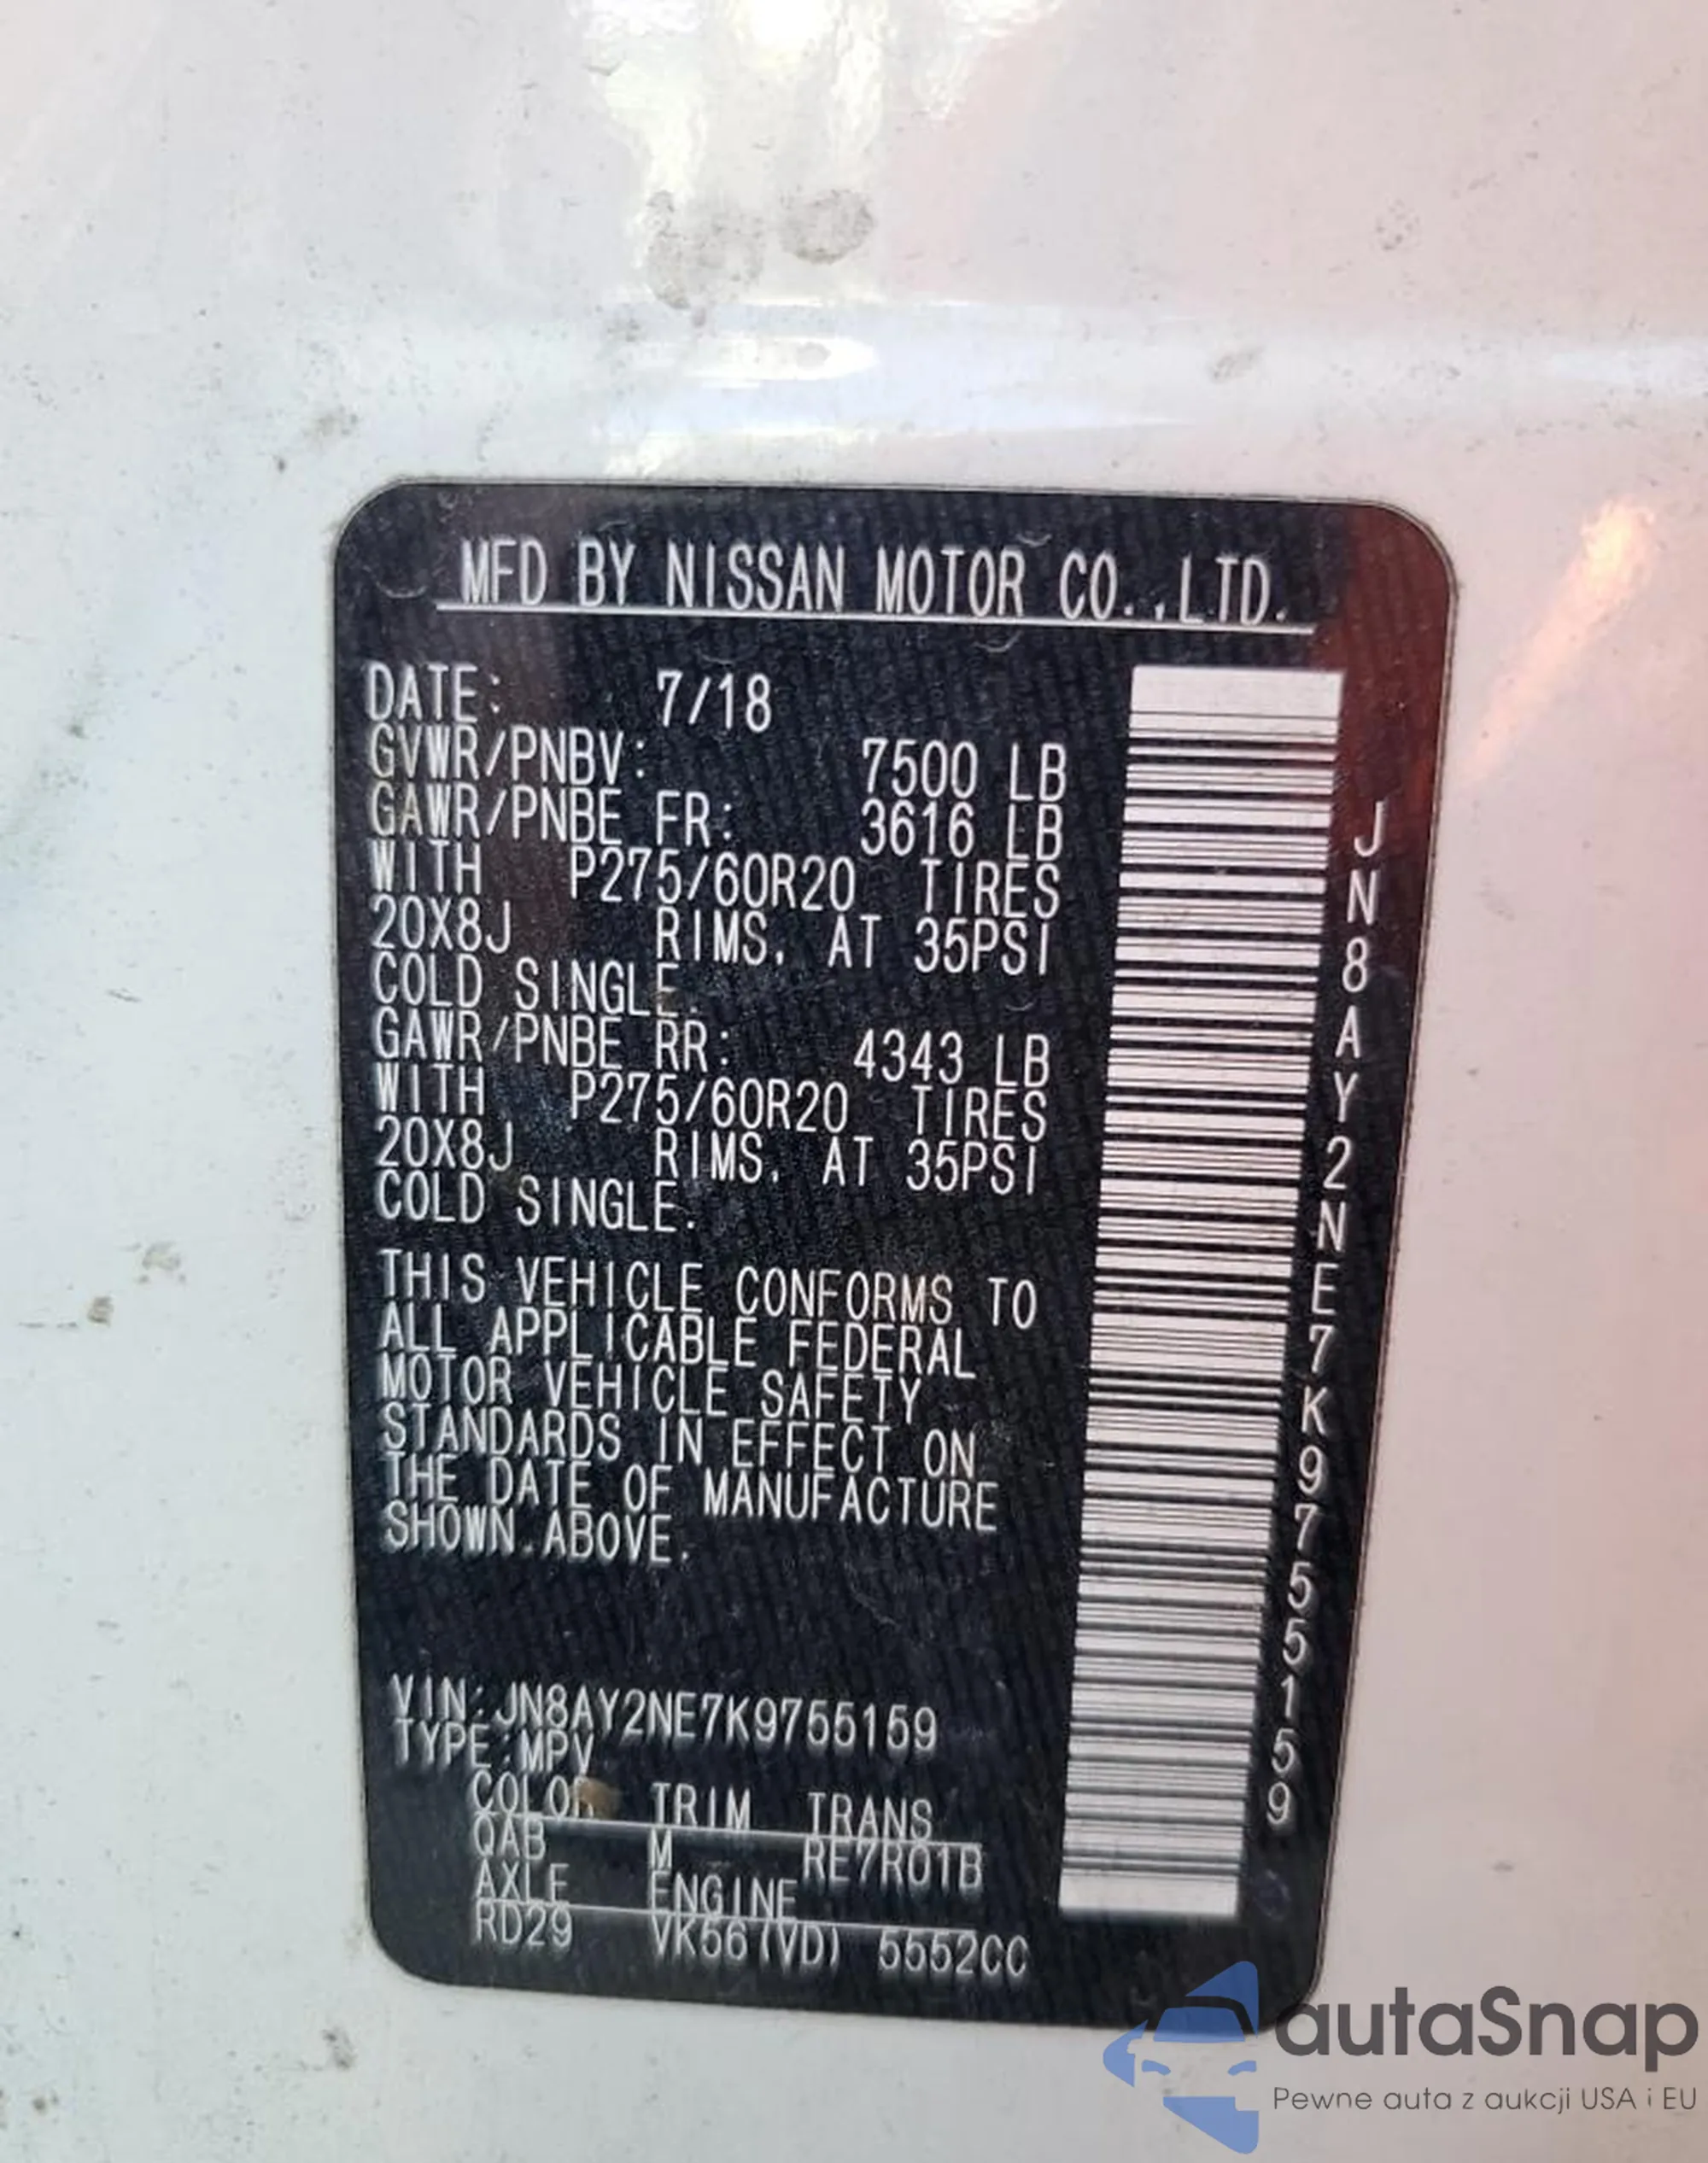 MFD BY NISSAN MOTOR CO.,LTD.
DATE: 7/18
GVWR/PNBV: 7500 LB
GAWR/PNBE FR: 3616 LB
WITH P275/60R20 TIRES
20X8J RIMS. AT 35PSI
COLD SINGLE.
GAWR/PNBE RR: 4343 LB
WITH P275/60R20 TIRES
20X8J RIMS. AT 35PSI
COLD SINGLE.
THIS VEHICLE CONFORMS TO
ALL APPLICABLE FEDERAL
MOTOR VEHICLE SAFETY
STANDARDS IN EFFECT ON
THE DATE OF MANUFACTURE
SHOWN ABOVE.
VIN:JN8AY2NE7K9755159
TYPE:MPV
COLOR TRIM TRANS
QAB M RE7R01B
AXLE ENGINE
RD29 VK56(VD) 5552CC
JN8AY2NE7K9755159
autaSnap
Pewne auta z aukcji USA i EU